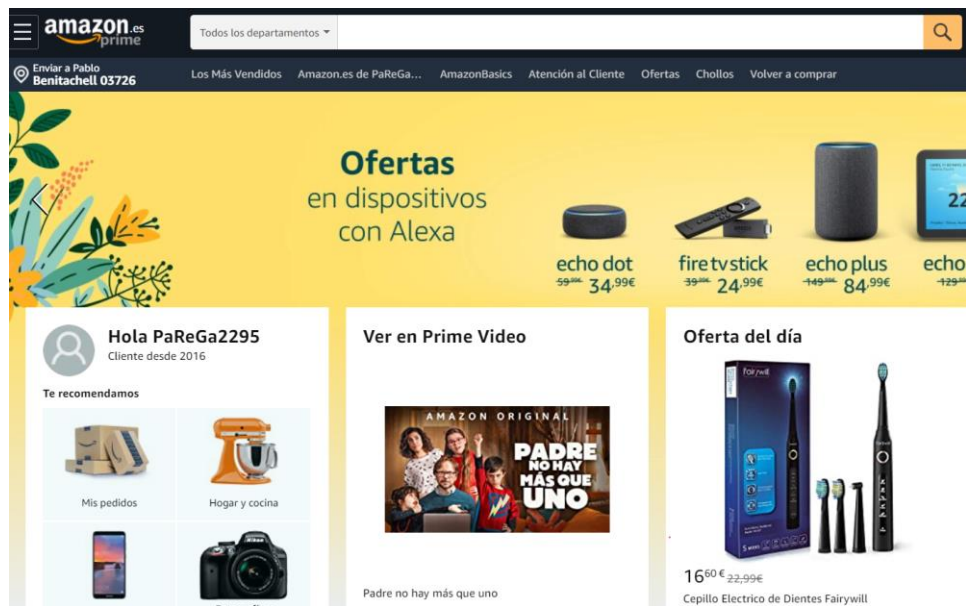 amazon.es
prime
Todos los departamentos
Enviar a Pablo
Benitachell 03726
Los Más Vendidos Amazon.es de PaReGa... AmazonBasics Atención al Cliente Ofertas Chollos Volver a comprar
Ofertas
en dispositivos
con Alexa
22
echo dot fire tv stick echo plus echo
34,99€ 24,99€ 84,99€
Hola PaReGa2295
Cliente desde 2016
Te recomendamos
Mis pedidos Hogar y cocina
Nikon
Ver en Prime Video
AMAZON ORIGINAL
PADRE
NO HAY
MÁS QUE
UNO
Padre no hay más que uno
Oferta del día
Fairywill
16,60 € 22,99€
Cepillo Electrico de Dientes Fairywill